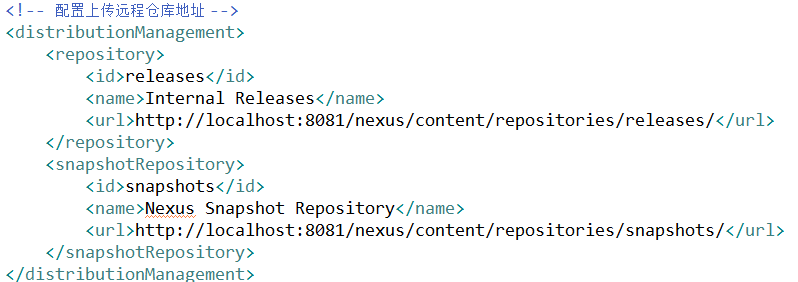 <!-- 配置上传远程仓库地址 -->
<distributionManagement>
    <repository>
        <id>releases</id>
        <name>Internal Releases</name>
        <url>http://localhost:8081/nexus/content/repositories/releases/</url>
    </repository>
    <snapshotRepository>
        <id>snapshots</id>
        <name>Nexus Snapshot Repository</name>
        <url>http://localhost:8081/nexus/content/repositories/snapshots/</url>
    </snapshotRepository>
</distributionManagement>